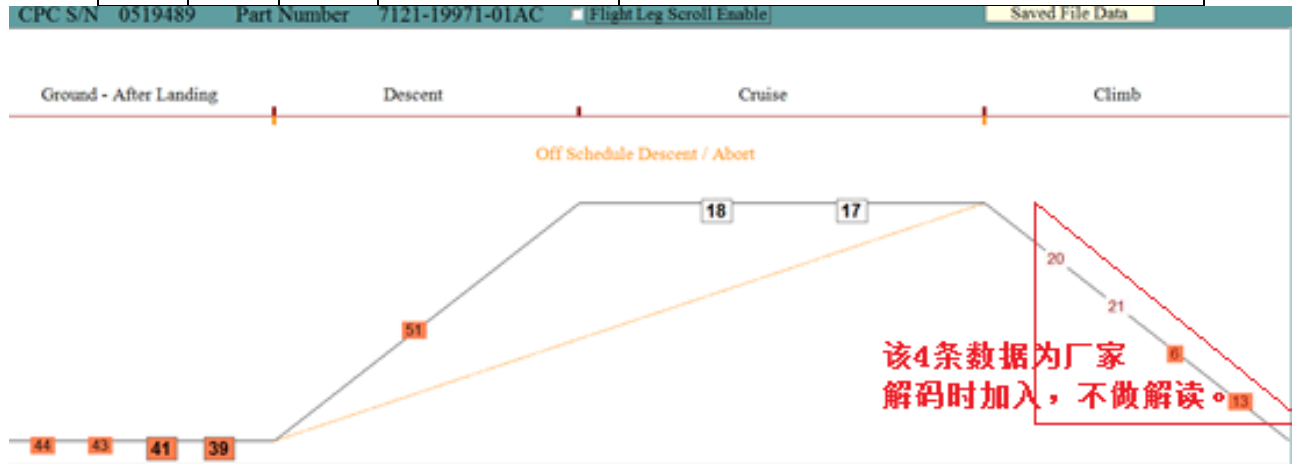 CPC S/N 0519489 Part Number 7121-19971-01AC Flight Leg Scroll Enable Saved File Data
Ground - After Landing Descent Cruise Climb
Off Schedule Descent / Abort
18 17
20
21
51
该4条数据为厂家
6
解码时加入，不做解读。
13
44 43 41 39